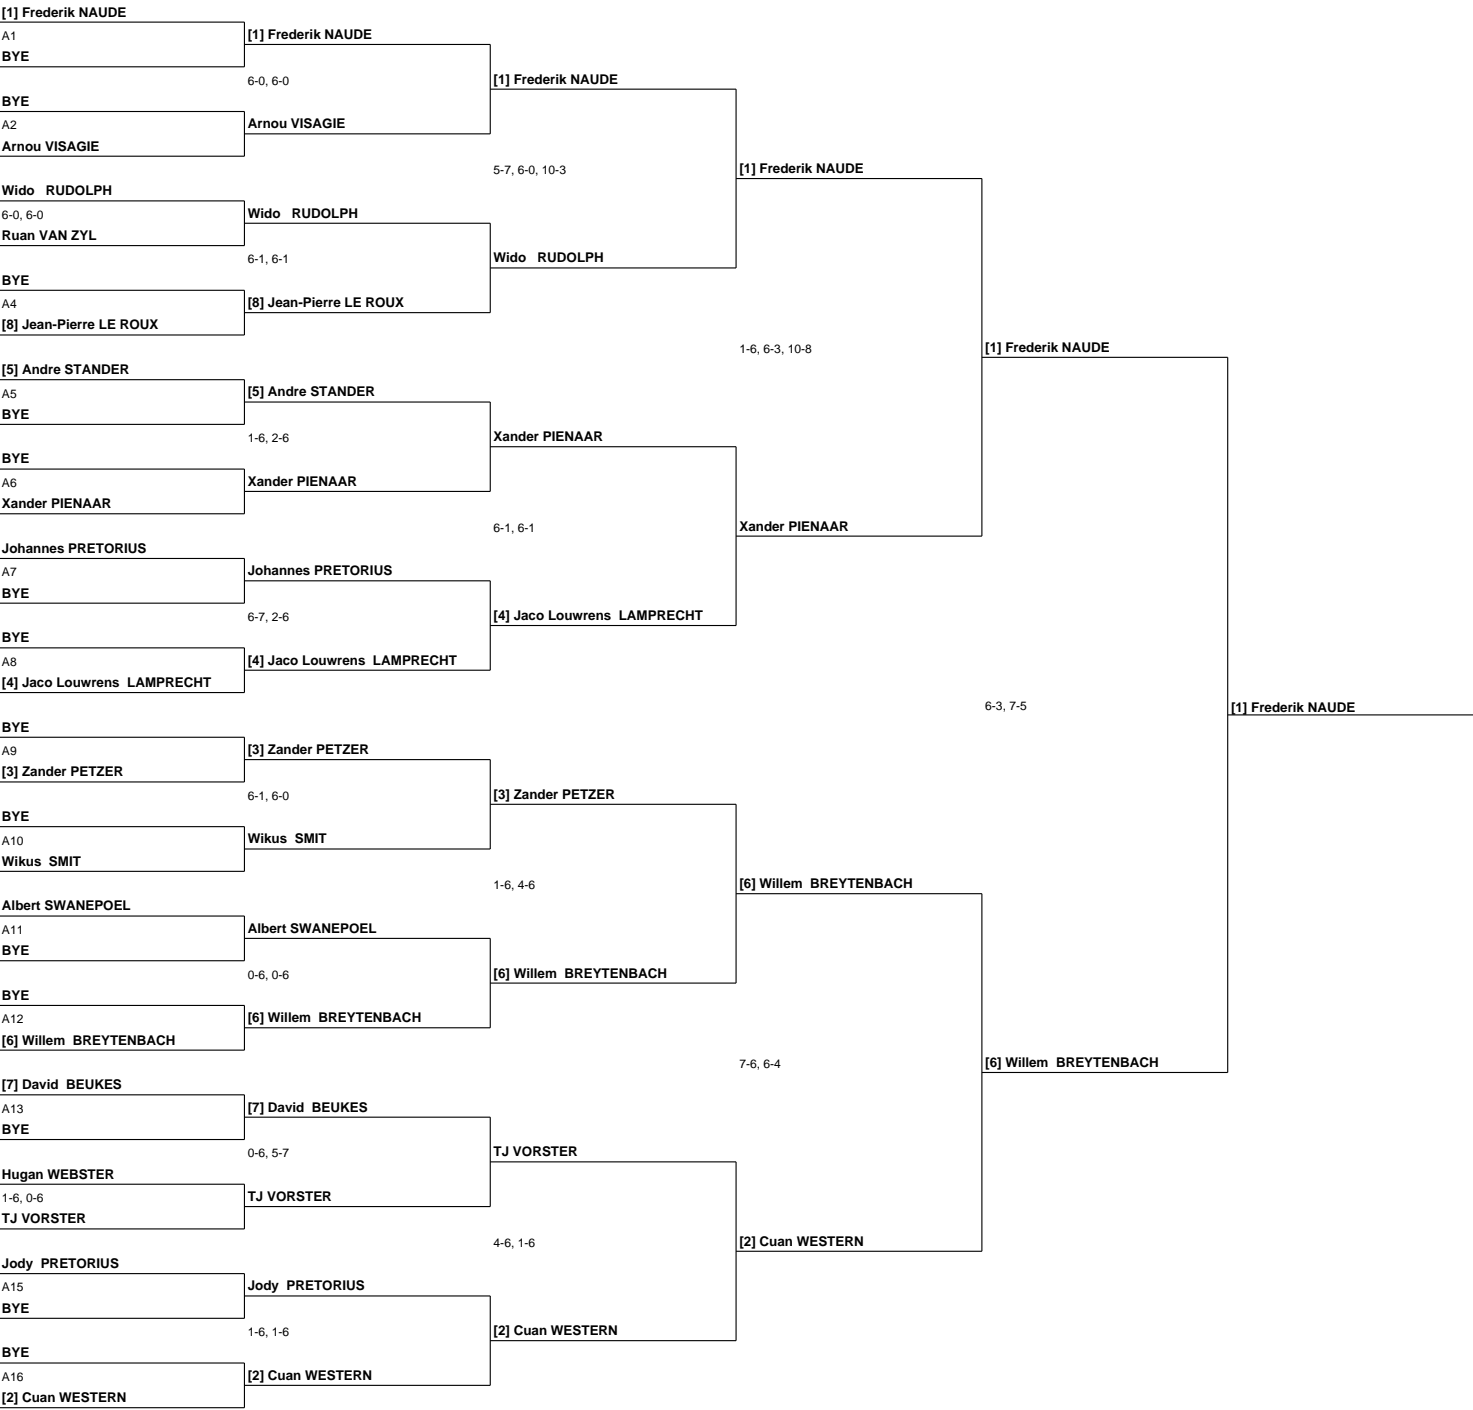 [1] Frederik NAUDE
A1
BYE
BYE
A2
Arnou VISAGIE
Wido   RUDOLPH
6-0, 6-0
Ruan VAN ZYL
BYE
A4
[8] Jean-Pierre LE ROUX
[5] Andre STANDER
A5
BYE
BYE
A6
Xander PIENAAR
Johannes PRETORIUS
A7
BYE
BYE
A8
[4] Jaco Louwrens  LAMPRECHT
BYE
A9
[3] Zander PETZER
BYE
A10
Wikus  SMIT
Albert SWANEPOEL
A11
BYE
BYE
A12
[6] Willem  BREYTENBACH
[7] David  BEUKES
A13
BYE
Hugan WEBSTER
1-6, 0-6
TJ VORSTER
Jody  PRETORIUS
A15
BYE
BYE
A16
[2] Cuan WESTERN
[1] Frederik NAUDE
6-0, 6-0
Arnou VISAGIE
Wido   RUDOLPH
6-1, 6-1
[8] Jean-Pierre LE ROUX
[5] Andre STANDER
1-6, 2-6
Xander PIENAAR
Johannes PRETORIUS
6-7, 2-6
[4] Jaco Louwrens  LAMPRECHT
[3] Zander PETZER
6-1, 6-0
Wikus  SMIT
Albert SWANEPOEL
0-6, 0-6
[6] Willem  BREYTENBACH
[7] David  BEUKES
0-6, 5-7
TJ VORSTER
Jody  PRETORIUS
1-6, 1-6
[2] Cuan WESTERN
[1] Frederik NAUDE
5-7, 6-0, 10-3
Wido   RUDOLPH
Xander PIENAAR
6-1, 6-1
[4] Jaco Louwrens  LAMPRECHT
[3] Zander PETZER
1-6, 4-6
[6] Willem  BREYTENBACH
TJ VORSTER
4-6, 1-6
[2] Cuan WESTERN
[1] Frederik NAUDE
1-6, 6-3, 10-8
Xander PIENAAR
[6] Willem  BREYTENBACH
7-6, 6-4
[2] Cuan WESTERN
[1] Frederik NAUDE
6-3, 7-5
[6] Willem  BREYTENBACH
[1] Frederik NAUDE